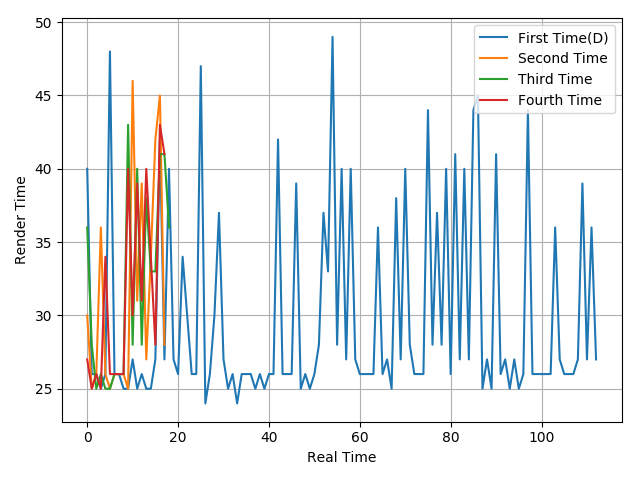 50
45
40
35
30
25
Render Time
0
20
40
60
80
100
Real Time
First Time(D)
Second Time
Third Time
Fourth Time